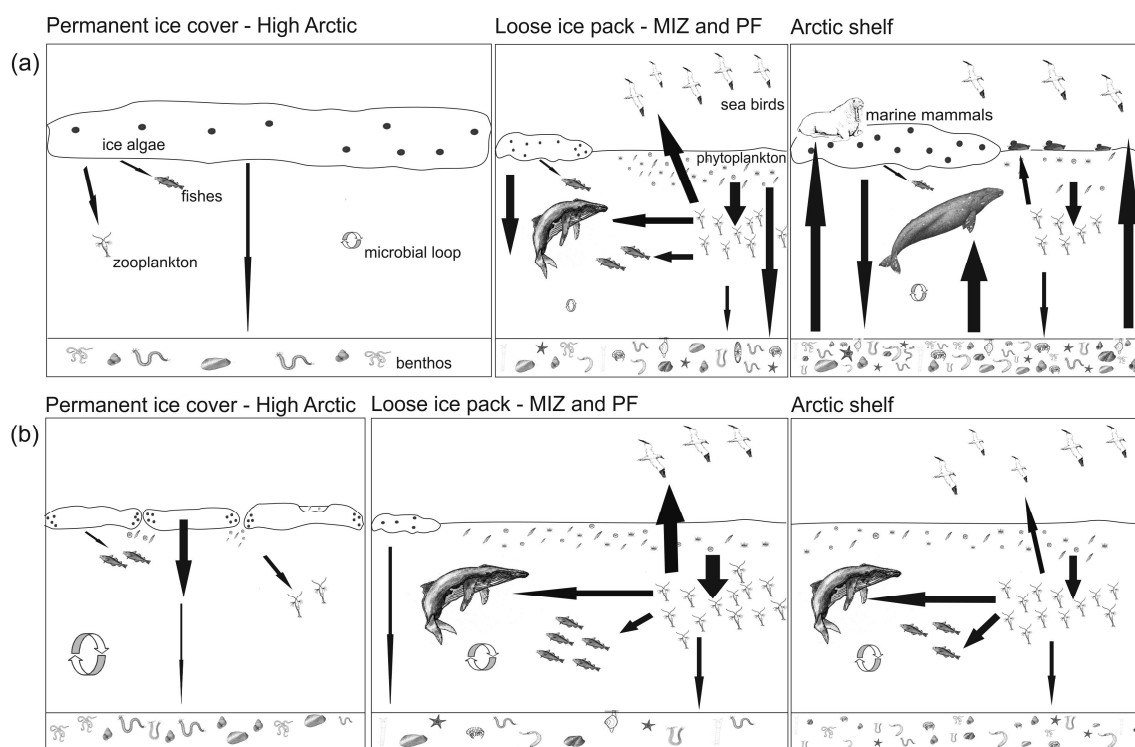 Permanent ice cover - High Arctic
Loose ice pack - MIZ and PF
Arctic shelf
(a)
sea birds
marine mammals
ice algae
phytoplankton
fishes
zooplankton
microbial loop
benthos
Permanent ice cover - High Arctic
Loose ice pack - MIZ and PF
Arctic shelf
(b)